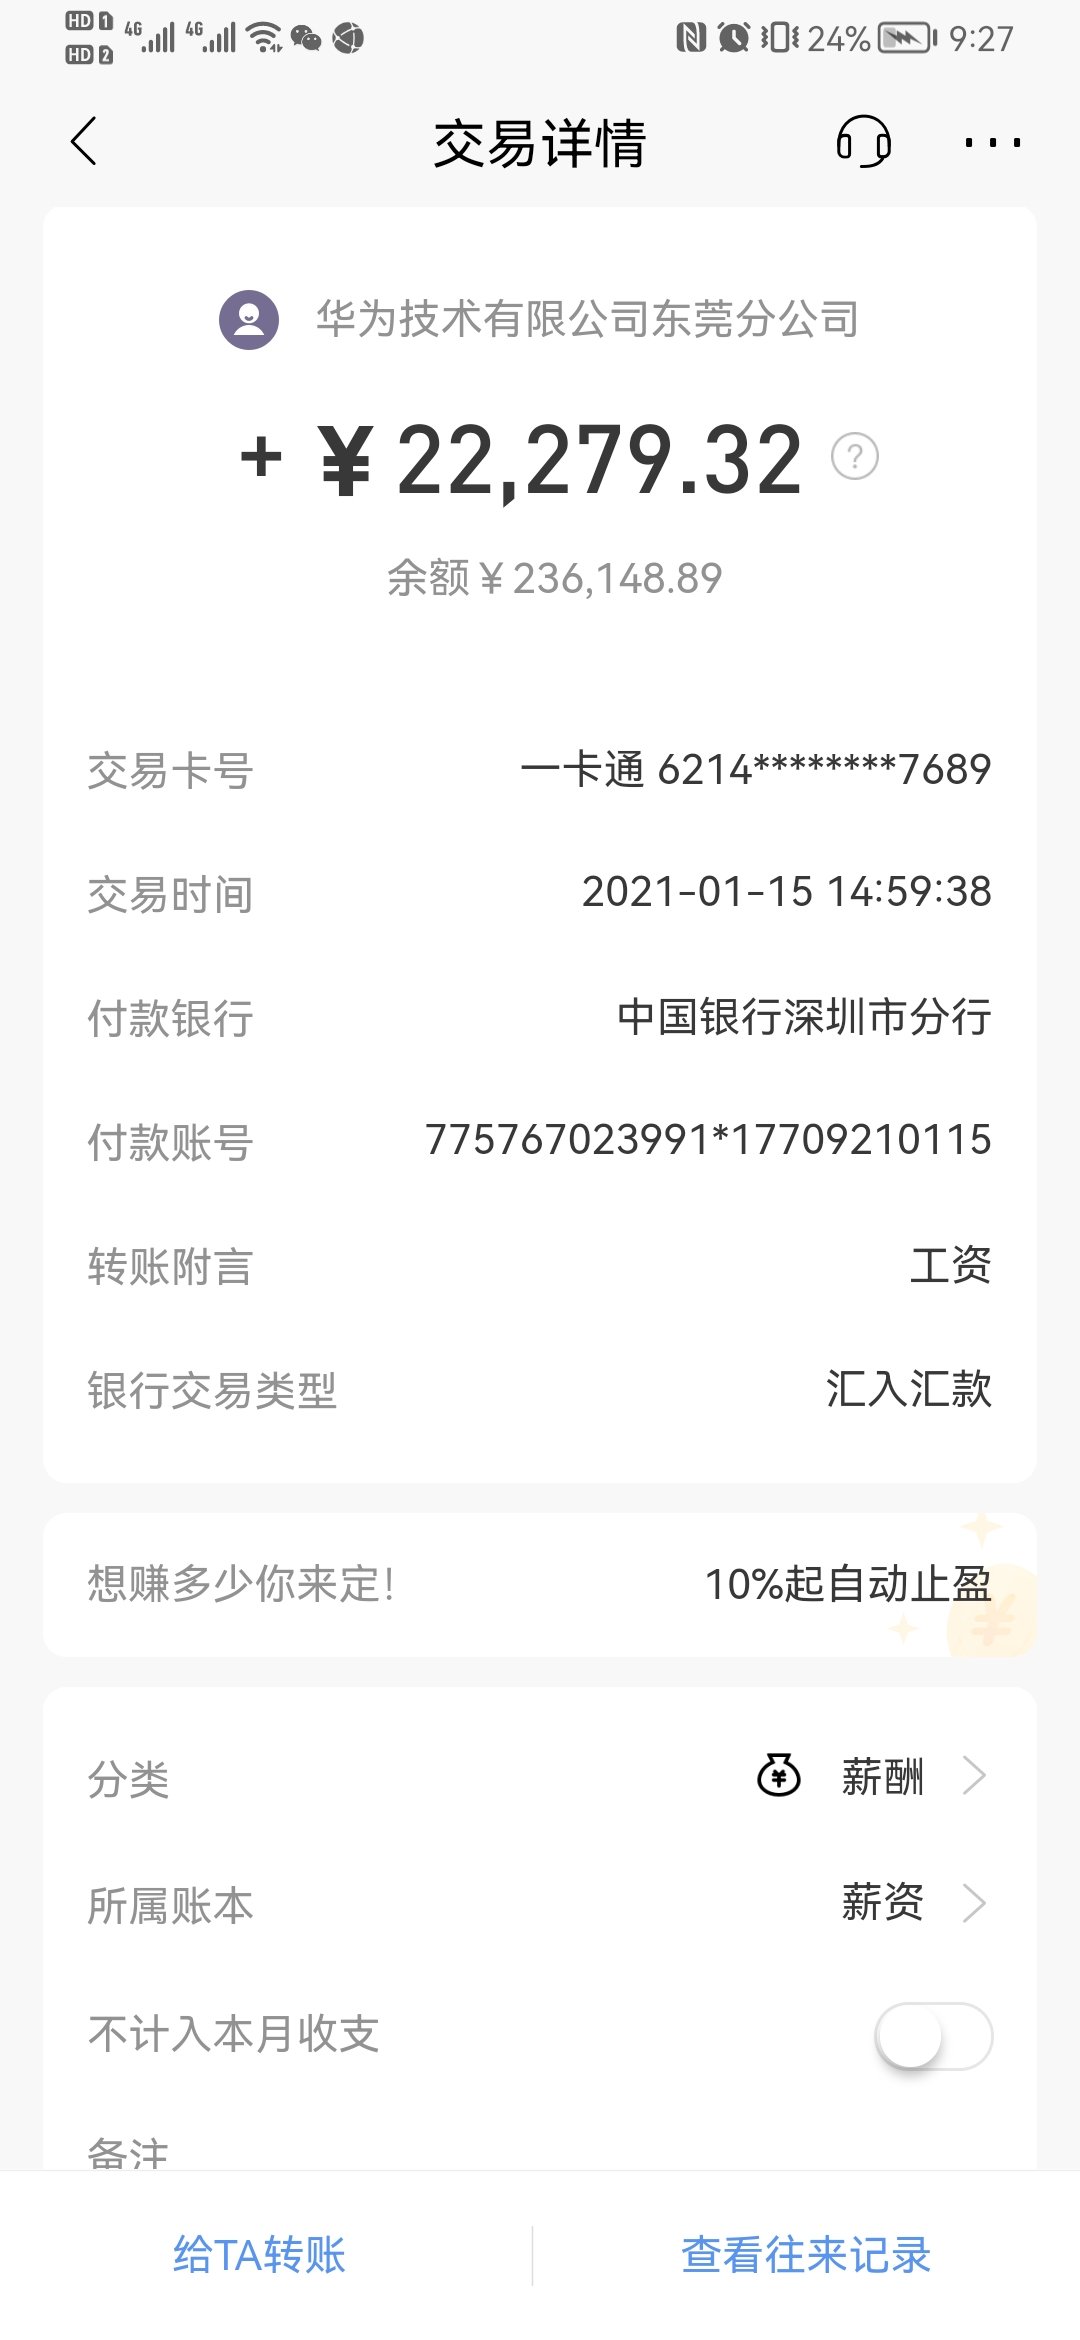 HD 1 4G 4G 24% 9:27
HD 2
交易详情
华为技术有限公司东莞分公司
+ ¥ 22,279.32 ?
余额¥236,148.89
交易卡号 一卡通 6214********7689
交易时间 2021-01-15 14:59:38
付款银行 中国银行深圳市分行
付款账号 775767023991*17709210115
转账附言 工资
银行交易类型 汇入汇款
想赚多少你来定! 10%起自动止盈
分类 薪酬
所属账本 薪资
不计入本月收支
备注
给TA转账 查看往来记录